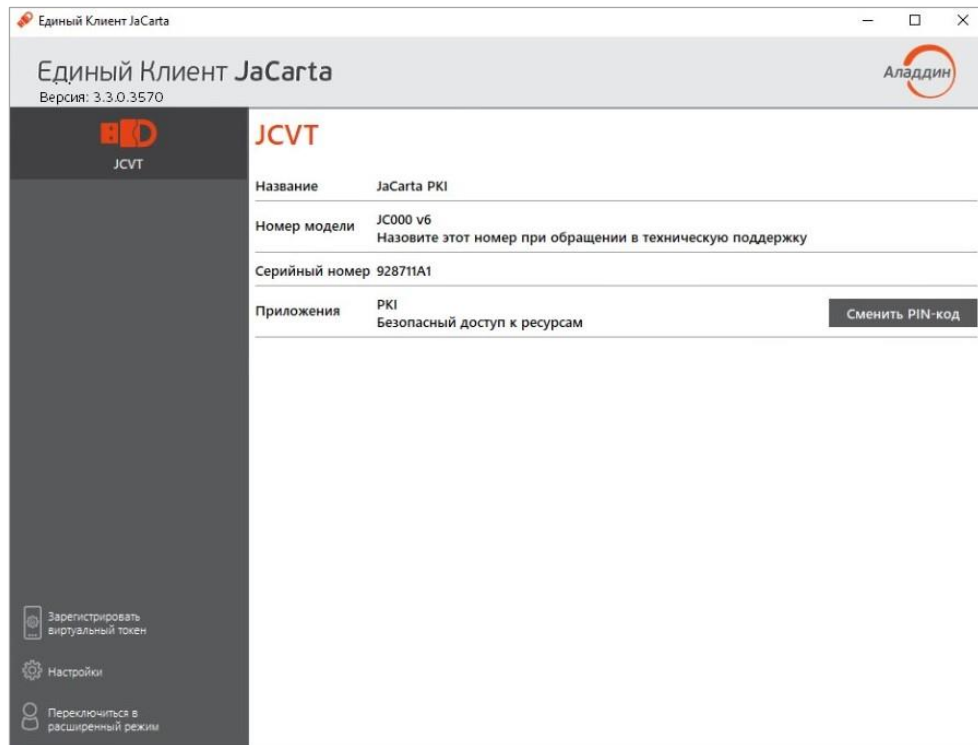 Единый Клиент JaCarta
Единый Клиент JaCarta
Версия: 3.3.0.3570
Аладдин
JCVT
JCVT
Название JaCarta PKI
Номер модели JC000 v6
Назовите этот номер при обращении в техническую поддержку
Серийный номер 928711A1
Приложения PKI
Безопасный доступ к ресурсам
Сменить PIN-код
Зарегистрировать
виртуальный токен
Настройки
Переключиться в
расширенный режим